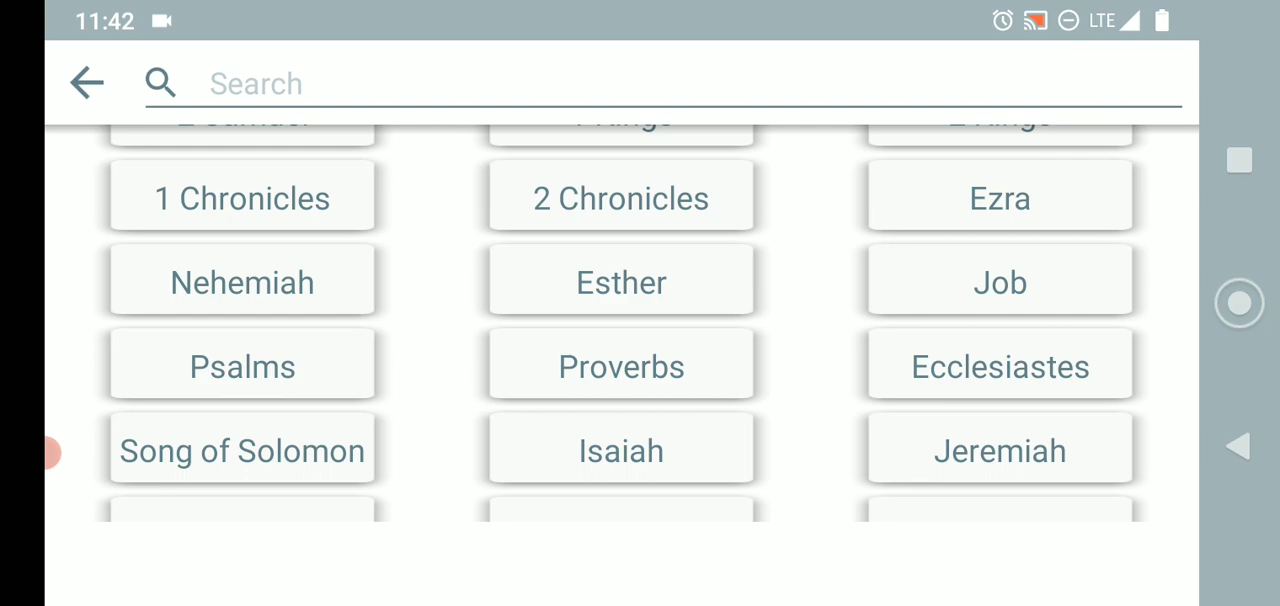 11:42 LTE
Search
1 Chronicles 2 Chronicles Ezra
Nehemiah Esther Job
Psalms Proverbs Ecclesiastes
Song of Solomon Isaiah Jeremiah